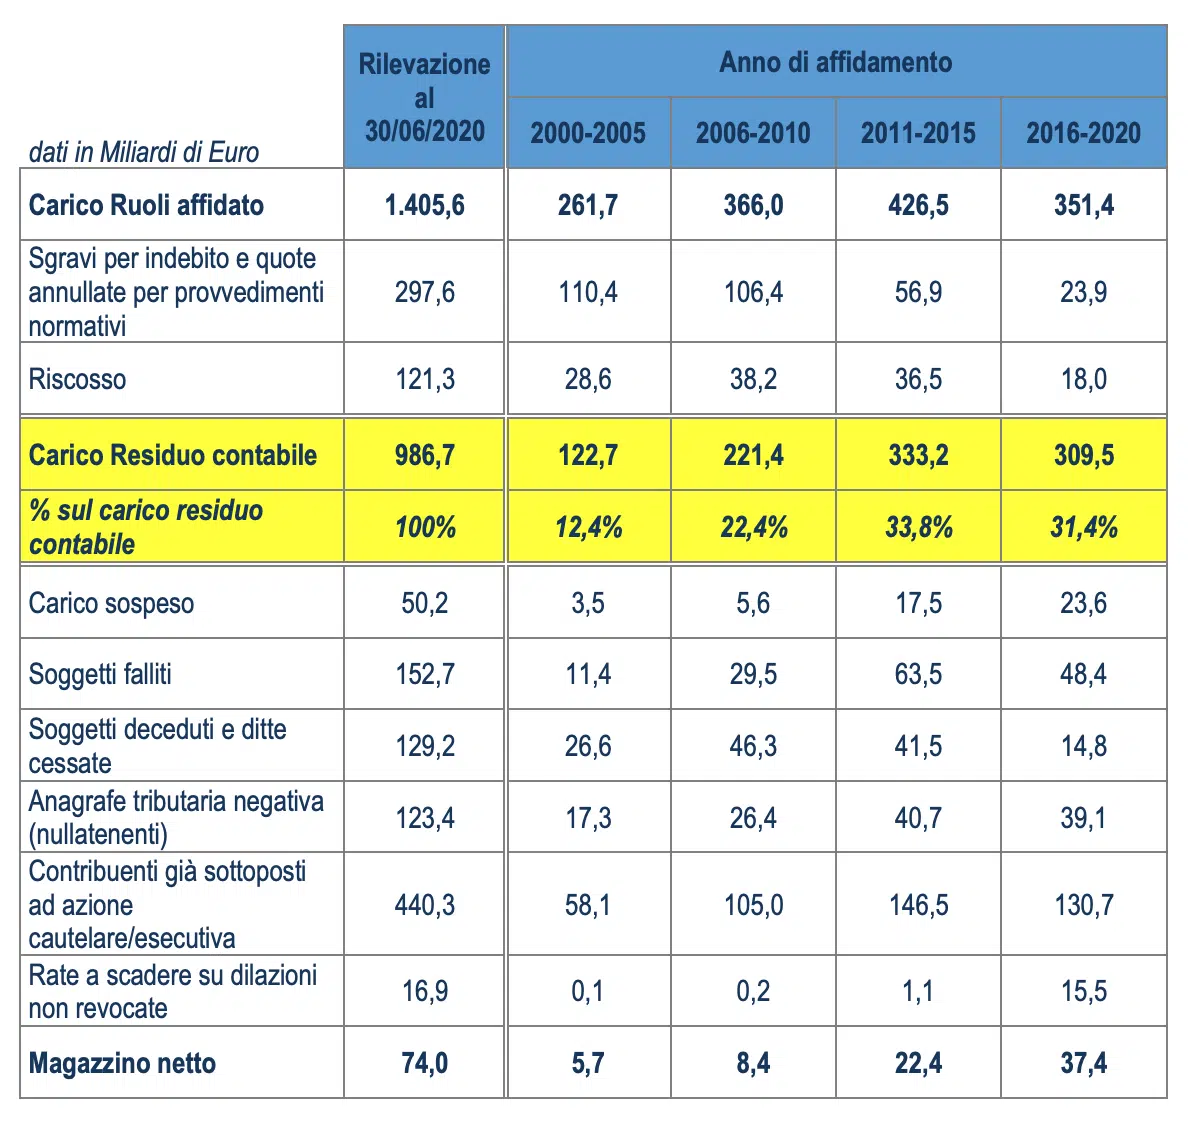 Rilevazione al 30/06/2020 Anno di affidamento
dati in Miliardi di Euro 2000-2005 2006-2010 2011-2015 2016-2020
Carico Ruoli affidato 1.405,6 261,7 366,0 426,5 351,4
Sgravi per indebito e quote
annullate per provvedimenti 297,6 110,4 106,4 56,9 23,9
normativi
Riscosso 121,3 28,6 38,2 36,5 18,0
Carico Residuo contabile 986,7 122,7 221,4 333,2 309,5
% sul carico residuo
contabile 100% 12,4% 22,4% 33,8% 31,4%
Carico sospeso 50,2 3,5 5,6 17,5 23,6
Soggetti falliti 152,7 11,4 29,5 63,5 48,4
Soggetti deceduti e ditte
cessate 129,2 26,6 46,3 41,5 14,8
Anagrafe tributaria negativa
(nullatenenti) 123,4 17,3 26,4 40,7 39,1
Contribuenti già sottoposti
ad azione 440,3 58,1 105,0 146,5 130,7
cautelare/esecutiva
Rate a scadere su dilazioni
non revocate 16,9 0,1 0,2 1,1 15,5
Magazzino netto 74,0 5,7 8,4 22,4 37,4